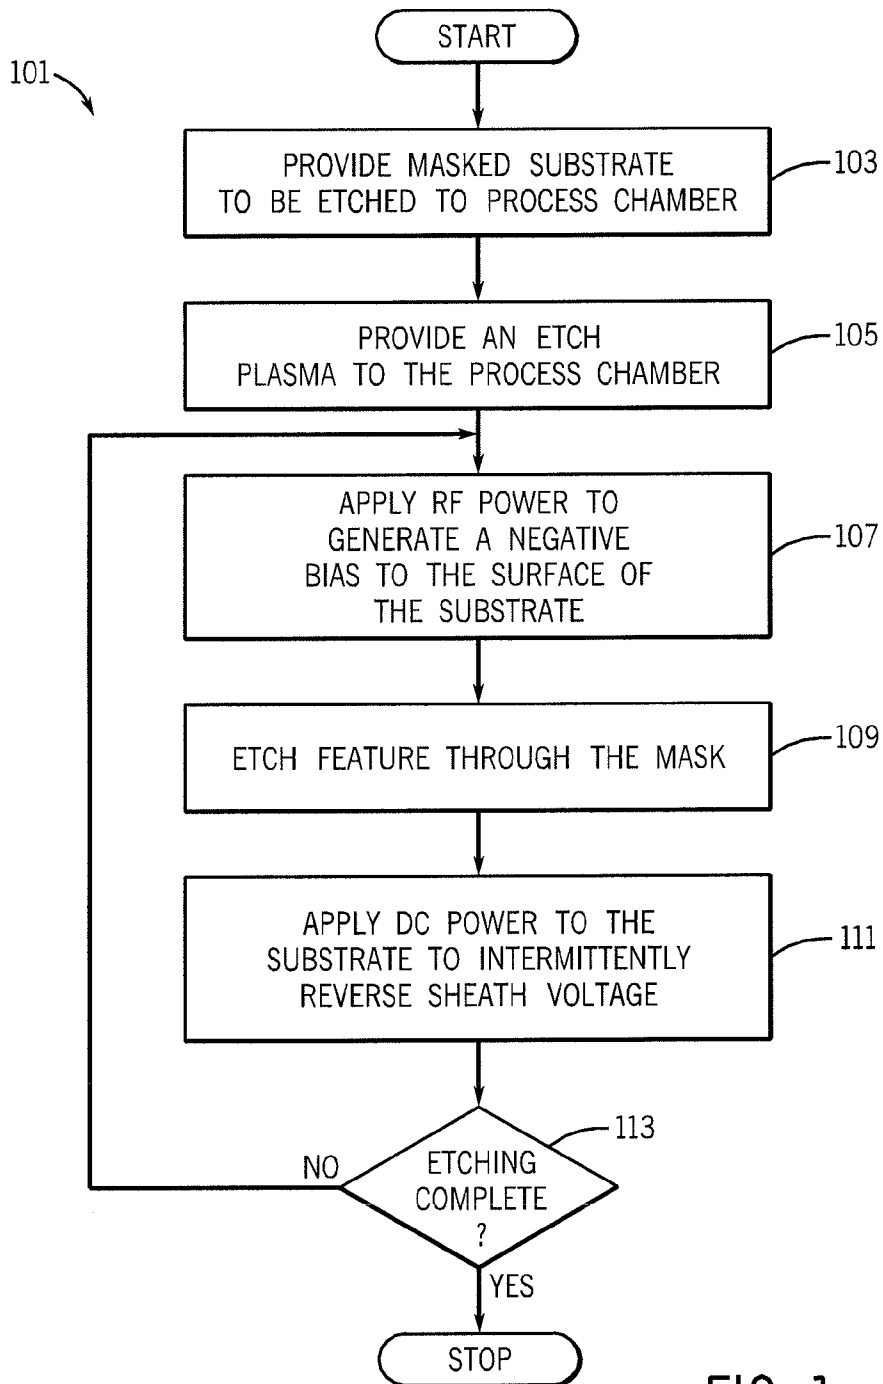 START
101
PROVIDE MASKED SUBSTRATE
TO BE ETCHED TO PROCESS CHAMBER
103
PROVIDE AN ETCH
PLASMA TO THE PROCESS CHAMBER
105
APPLY RF POWER TO
GENERATE A NEGATIVE
BIAS TO THE SURFACE OF
THE SUBSTRATE
107
ETCH FEATURE THROUGH THE MASK
109
APPLY DC POWER TO THE
SUBSTRATE TO INTERMITTENTLY
REVERSE SHEATH VOLTAGE
111
113
ETCHING
COMPLETE
?
NO
YES
STOP
FIG. 1